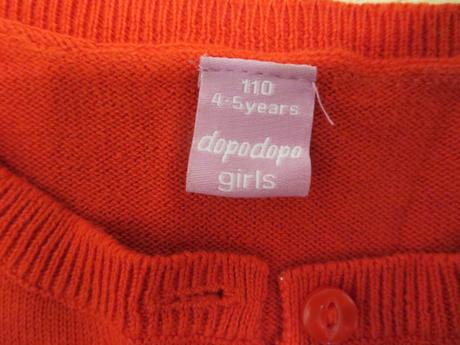 110
4-5years
dopodopo
girls